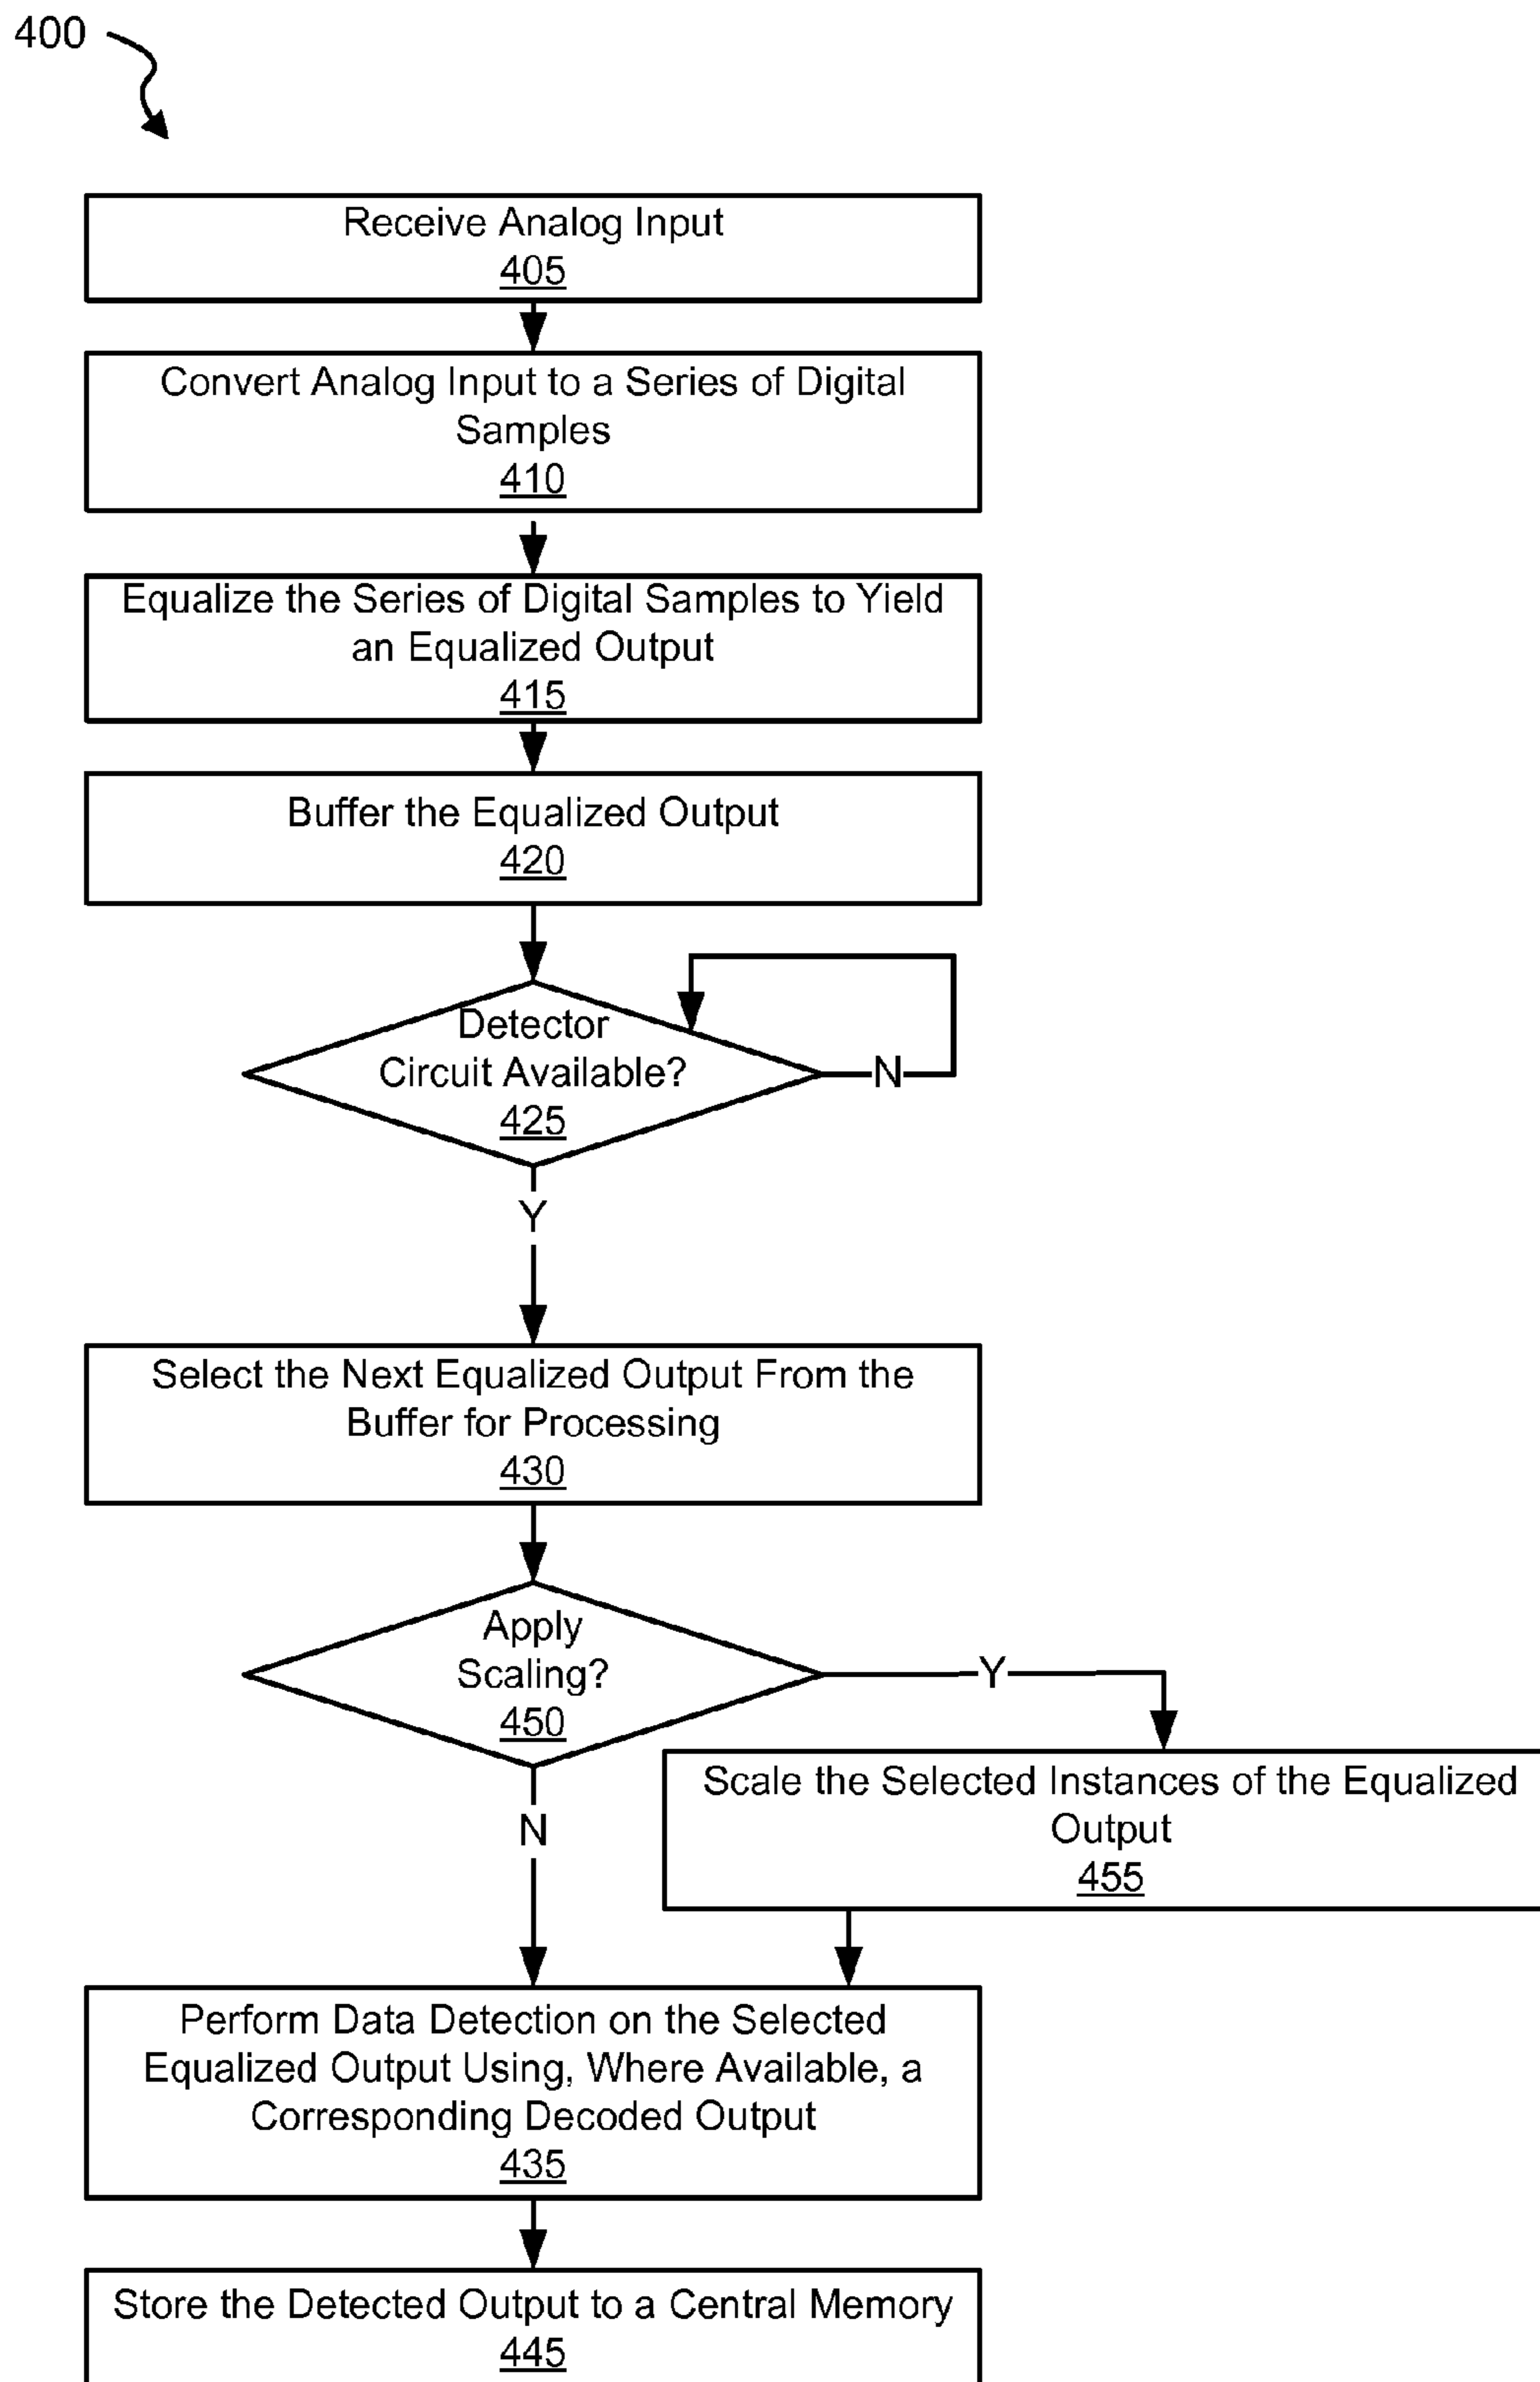 400
Receive Analog Input
405
Convert Analog Input to a Series of Digital
Samples
410
Equalize the Series of Digital Samples to Yield
an Equalized Output
415
Buffer the Equalized Output
420
Detector
Circuit Available?
425
N
Y
Select the Next Equalized Output From the
Buffer for Processing
430
Apply
Scaling?
450
Y
N
Scale the Selected Instances of the Equalized
Output
455
Perform Data Detection on the Selected
Equalized Output Using, Where Available, a
Corresponding Decoded Output
435
Store the Detected Output to a Central Memory
445